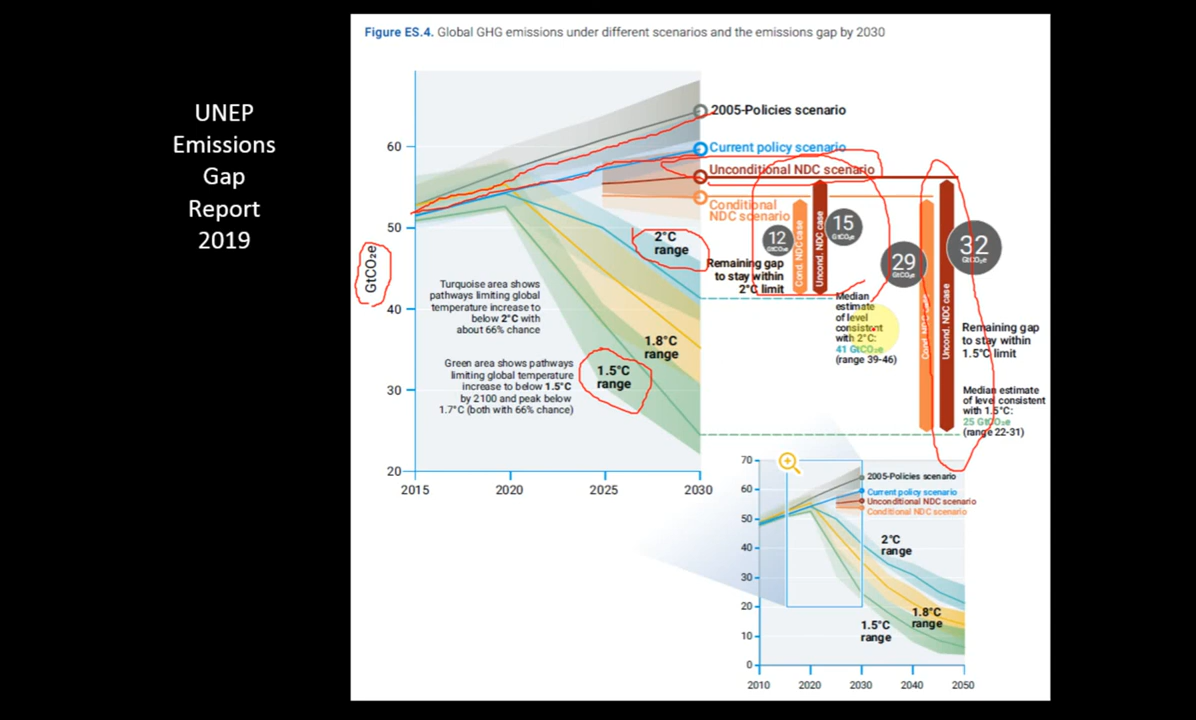 UNEP
Emissions
Gap
Report
2019
Figure ES.4. Global GHG emissions under different scenarios and the emissions gap by 2030
GtCO₂e
60
50
40
30
20
2015
2020
2025
2030
2005-Policies scenario
Current policy scenario
Unconditional NDC scenario
Conditional
NDC scenario
2°C
range
1.8°C
range
1.5°C
range
Turquoise area shows
pathways limiting global
temperature increase to
below 2°C with
about 66% chance
Green area shows pathways
limiting global temperature
increase to below 1.5°C
by 2100 and peak below
1.7°C (both with 66% chance)
12
GtCO₂e
Cond. NDC case
Uncond. NDC case
15
GtCO₂e
Remaining gap
to stay within
2°C limit
Median
estimate
of level
consistent
with 2°C:
41 GtCO₂e
(range 39-46)
29
GtCO₂e
Cond. NDC case
Uncond. NDC case
32
GtCO₂e
Remaining gap
to stay within
1.5°C limit
Median estimate
of level consistent
with 1.5°C:
25 GtCO₂e
(range 22-31)
70
60
50
40
30
20
10
0
2010
2020
2030
2040
2050
2005-Policies scenario
Current policy scenario
Unconditional NDC scenario
Conditional NDC scenario
2°C
range
1.8°C
range
1.5°C
range